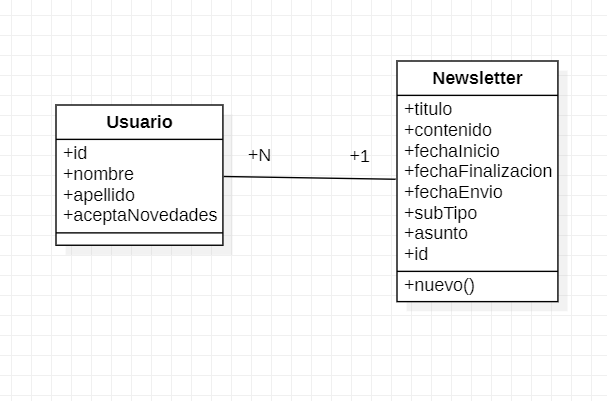 Usuario
+id
+nombre
+apellido
+aceptaNovedades
+N
+1
Newsletter
+titulo
+contenido
+fechaInicio
+fechaFinalizacion
+fechaEnvio
+subTipo
+asunto
+id
+nuevo()